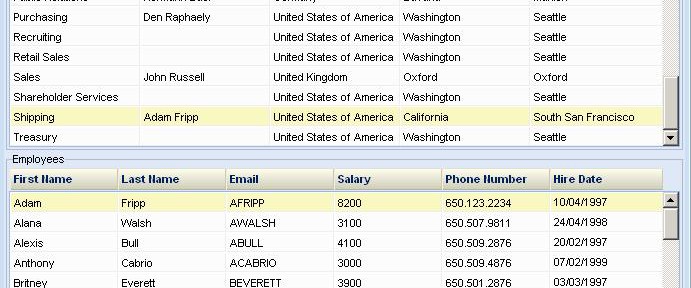 Purchasing Den Raphaely United States of America Washington Seattle
Recruiting United States of America Washington Seattle
Retail Sales United States of America Washington Seattle
Sales John Russell United Kingdom Oxford Oxford
Shareholder Services United States of America Washington Seattle
Shipping Adam Fripp United States of America California South San Francisco
Treasury United States of America Washington Seattle
Employees
First Name Last Name Email Salary Phone Number Hire Date
Adam Fripp AFRIPP 8200 650.123.2234 10/04/1997
Alana Walsh AWALSH 3100 650.507.9811 24/04/1998
Alexis Bull ABULL 4100 650.509.2876 20/02/1997
Anthony Cabrio ACABRIO 3000 650.509.4876 07/02/1999
Britney Everett BEVERETT 3900 650.501.2876 03/03/1997